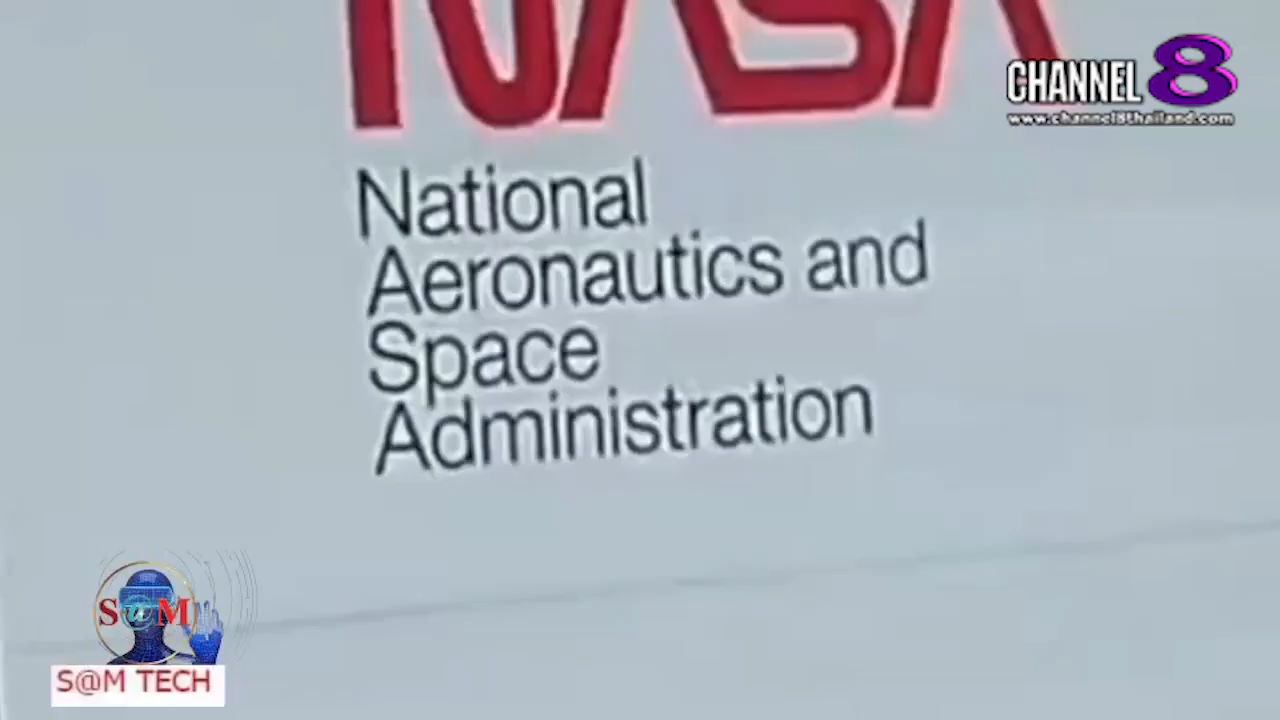 NASA
CHANNEL 8
www.channel8thailand.com
National
Aeronautics and
Space
Administration
S@M
S@M TECH